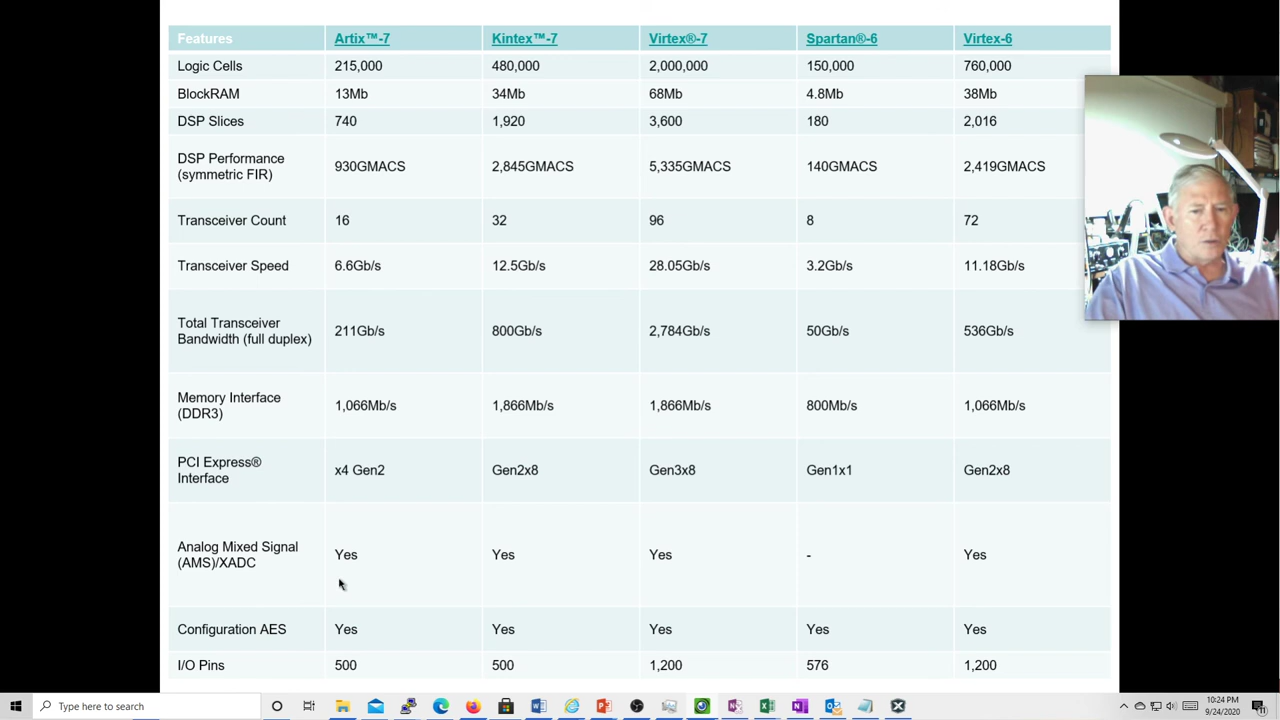 Features Artix™-7 Kintex™-7 Virtex®-7 Spartan®-6 Virtex-6
Logic Cells 215,000 480,000 2,000,000 150,000 760,000
BlockRAM 13Mb 34Mb 68Mb 4.8Mb 38Mb
DSP Slices 740 1,920 3,600 180 2,016
DSP Performance
(symmetric FIR) 930GMACS 2,845GMACS 5,335GMACS 140GMACS 2,419GMACS
Transceiver Count 16 32 96 8 72
Transceiver Speed 6.6Gb/s 12.5Gb/s 28.05Gb/s 3.2Gb/s 11.18Gb/s
Total Transceiver
Bandwidth (full duplex) 211Gb/s 800Gb/s 2,784Gb/s 50Gb/s 536Gb/s
Memory Interface
(DDR3) 1,066Mb/s 1,866Mb/s 1,866Mb/s 800Mb/s 1,066Mb/s
PCI Express®
Interface x4 Gen2 Gen2x8 Gen3x8 Gen1x1 Gen2x8
Analog Mixed Signal
(AMS)/XADC Yes Yes Yes - Yes
Configuration AES Yes Yes Yes Yes Yes
I/O Pins 500 500 1,200 576 1,200
Type here to search
10:24 PM
9/24/2020